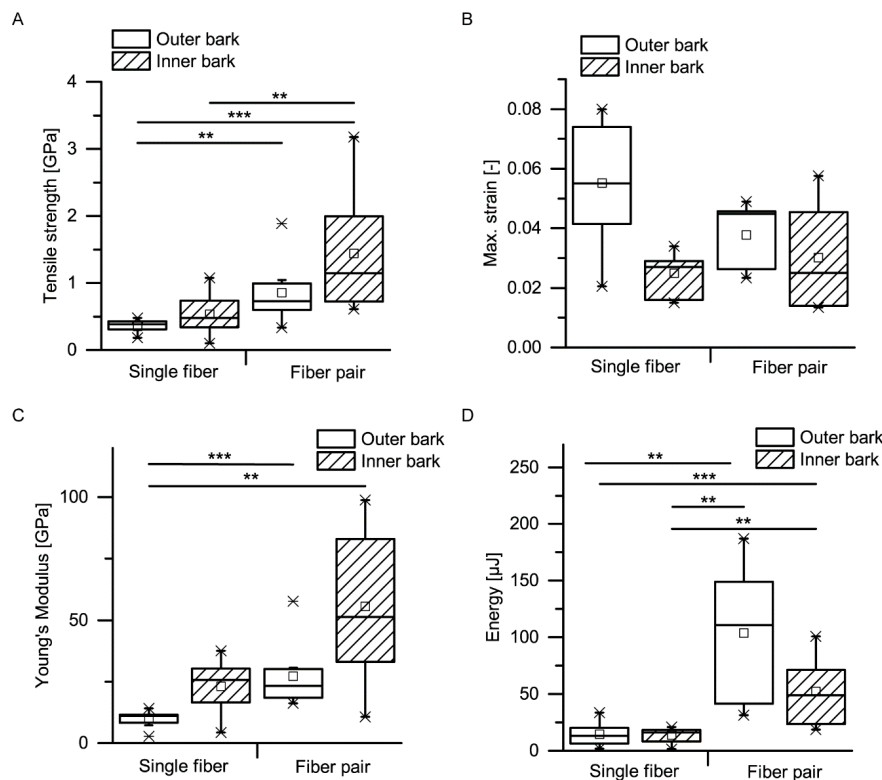 A
Outer bark
Inner bark
4
3
2
1
0
Tensile strength [GPa]
**
***
**
Single fiber
Fiber pair
B
Outer bark
Inner bark
0.08
0.06
0.04
0.02
0.00
Max. strain [-]
Single fiber
Fiber pair
C
Outer bark
Inner bark
100
50
0
Young's Modulus [GPa]
***
**
Single fiber
Fiber pair
D
Outer bark
Inner bark
250
200
150
100
50
0
Energy [µJ]
**
***
**
**
Single fiber
Fiber pair